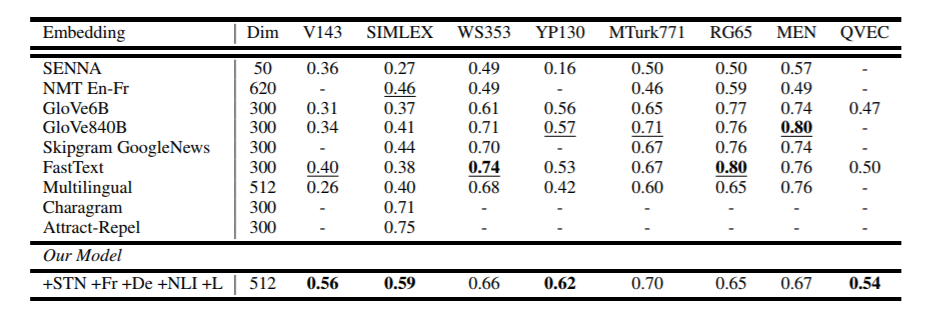 Embedding Dim V143 SIMLEX WS353 YP130 MTurk771 RG65 MEN QVEC
SENNA 50 0.36 0.27 0.49 0.16 0.50 0.50 0.57 -
NMT En-Fr 620 - 0.46 0.49 - 0.46 0.59 0.49 -
GloVe6B 300 0.31 0.37 0.61 0.56 0.65 0.77 0.74 0.47
GloVe840B 300 0.34 0.41 0.71 0.57 0.71 0.76 0.80 -
Skipgram GoogleNews 300 - 0.44 0.70 - 0.67 0.76 0.74 -
FastText 300 0.40 0.38 0.74 0.53 0.67 0.80 0.76 0.50
Multilingual 512 0.26 0.40 0.68 0.42 0.60 0.65 0.76 -
Charagram 300 - 0.71 - - - - - -
Attract-Repel 300 - 0.75 - - - - - -
Our Model
+STN +Fr +De +NLI +L 512 0.56 0.59 0.66 0.62 0.70 0.65 0.67 0.54